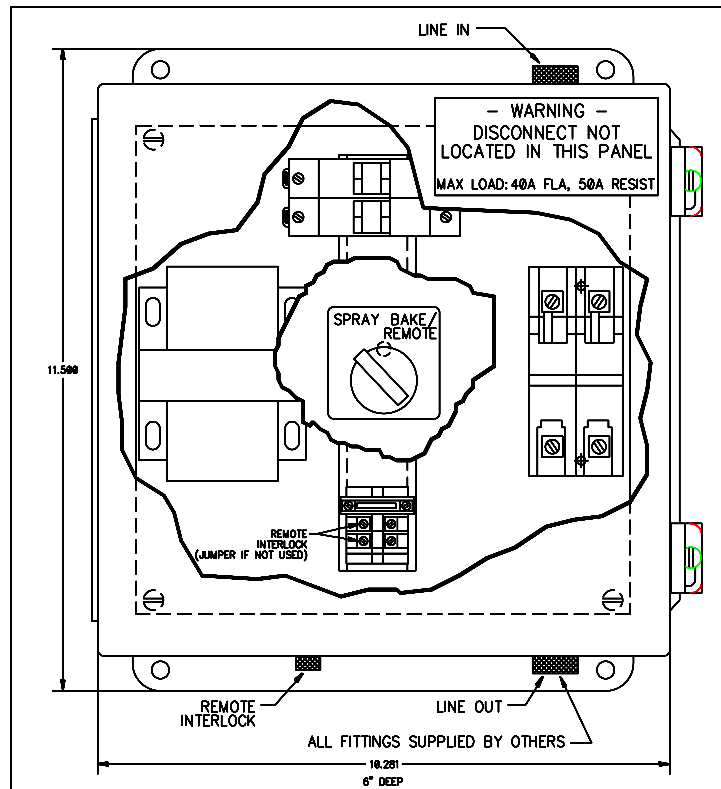 LINE IN
- WARNING -
DISCONNECT NOT
LOCATED IN THIS PANEL
MAX LOAD: 40A FLA, 50A RESIST
SPRAY BAKE/
REMOTE
11.500
REMOTE
INTERLOCK
(JUMPER IF NOT USED)
REMOTE
INTERLOCK
LINE OUT
ALL FITTINGS SUPPLIED BY OTHERS
10.281
6" DEEP